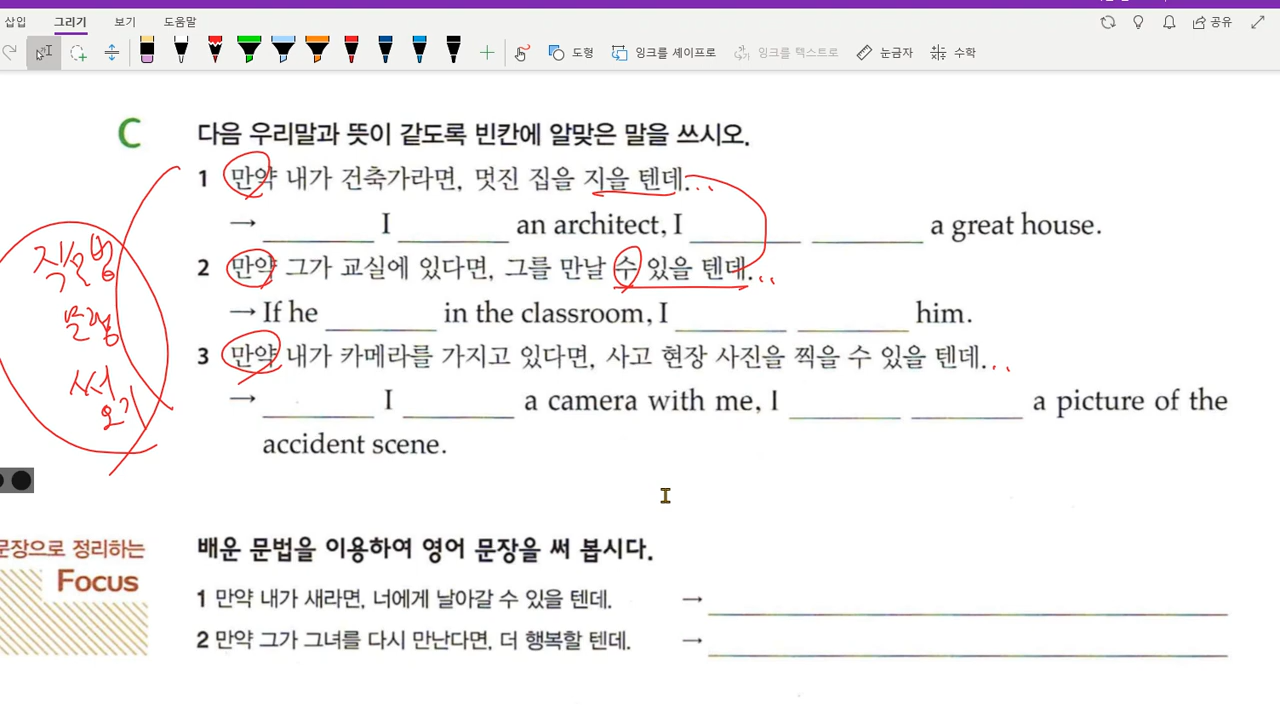 삽입 그리기 보기 도움말 공유
도형 잉크를 셰이프로 잉크를 텍스트로 눈금자 수학
C 다음 우리말과 뜻이 같도록 빈칸에 알맞은 말을 쓰시오.
1 만약 내가 건축가라면, 멋진 집을 지을 텐데...
→ ________ I ________ an architect, I ________ ________ a great house.
2 만약 그가 교실에 있다면, 그를 만날 수 있을 텐데...
→ If he ________ in the classroom, I ________ ________ him.
3 만약 내가 카메라를 가지고 있다면, 사고 현장 사진을 찍을 수 있을 텐데...
→ ________ I ________ a camera with me, I ________ ________ a picture of the
accident scene.
직설법
문장
써
오기
문장으로 정리하는
Focus
배운 문법을 이용하여 영어 문장을 써 봅시다.
1 만약 내가 새라면, 너에게 날아갈 수 있을 텐데. → ________
2 만약 그가 그녀를 다시 만난다면, 더 행복할 텐데. → ________